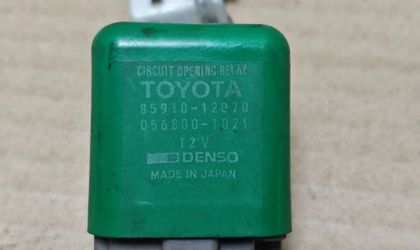 CIRCUIT OPENING RELAY
TOYOTA
85910-12070
056800-1021
12V
DENSO
MADE IN JAPAN